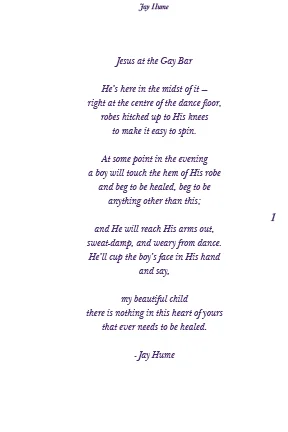 Jay Hume
Jesus at the Gay Bar
He's here in the midst of it –
right at the centre of the dance floor,
robes hitched up to His knees
to make it easy to spin.
At some point in the evening
a boy will touch the hem of His robe
and beg to be healed, beg to be
anything other than this;
1
and He will reach His arms out,
sweat-damp, and weary from dance.
He'll cup the boy's face in His hand
and say,
my beautiful child
there is nothing in this heart of yours
that ever needs to be healed.
- Jay Hume